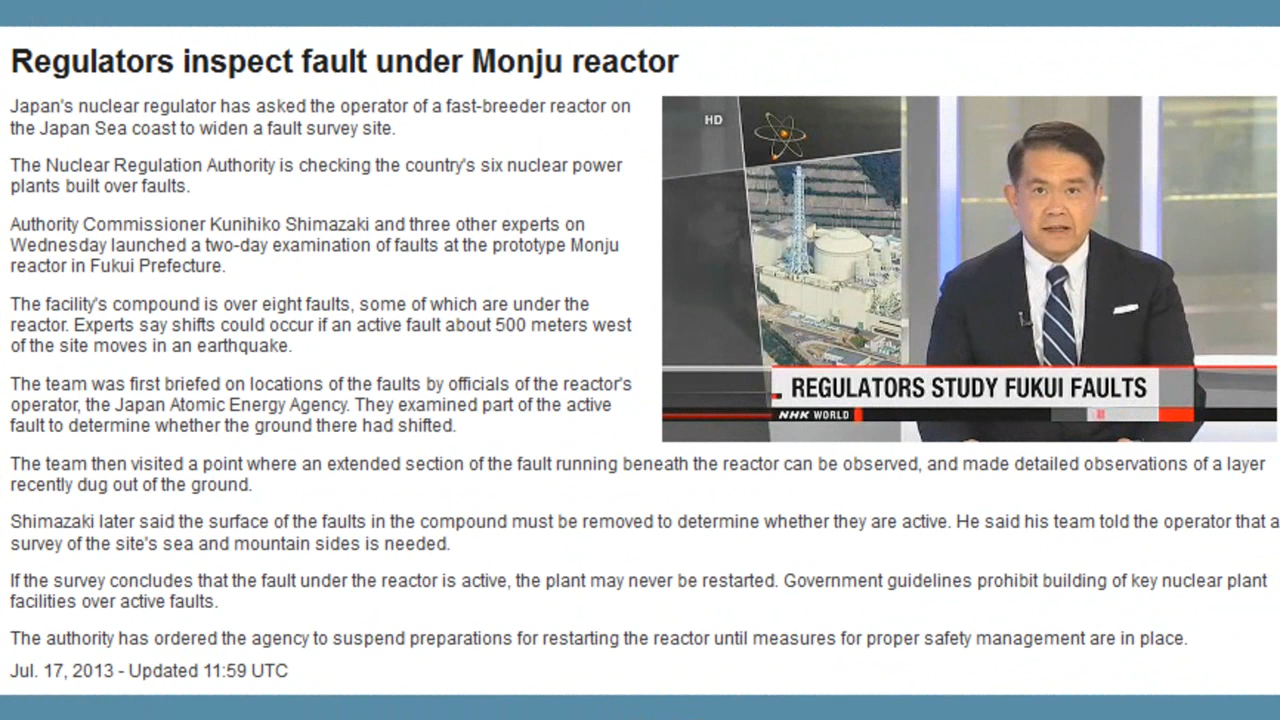 Regulators inspect fault under Monju reactor
Japan's nuclear regulator has asked the operator of a fast-breeder reactor on
the Japan Sea coast to widen a fault survey site.
The Nuclear Regulation Authority is checking the country's six nuclear power
plants built over faults.
Authority Commissioner Kunihiko Shimazaki and three other experts on
Wednesday launched a two-day examination of faults at the prototype Monju
reactor in Fukui Prefecture.
The facility's compound is over eight faults, some of which are under the
reactor. Experts say shifts could occur if an active fault about 500 meters west
of the site moves in an earthquake.
The team was first briefed on locations of the faults by officials of the reactor's
operator, the Japan Atomic Energy Agency. They examined part of the active
fault to determine whether the ground there had shifted.
HD
REGULATORS STUDY FUKUI FAULTS
NHK WORLD
The team then visited a point where an extended section of the fault running beneath the reactor can be observed, and made detailed observations of a layer
recently dug out of the ground.
Shimazaki later said the surface of the faults in the compound must be removed to determine whether they are active. He said his team told the operator that a
survey of the site's sea and mountain sides is needed.
If the survey concludes that the fault under the reactor is active, the plant may never be restarted. Government guidelines prohibit building of key nuclear plant
facilities over active faults.
The authority has ordered the agency to suspend preparations for restarting the reactor until measures for proper safety management are in place.
Jul. 17, 2013 - Updated 11:59 UTC